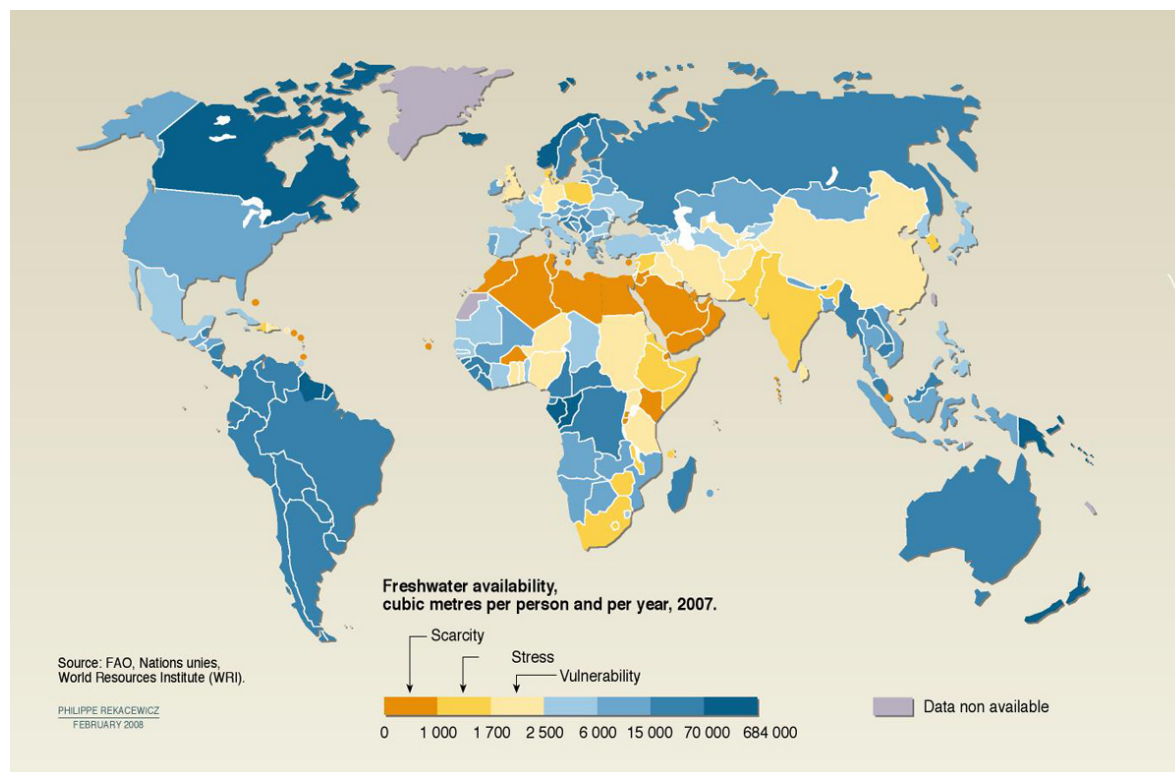 Freshwater availability,
cubic metres per person and per year, 2007.
Scarcity
Stress
Vulnerability
0 1 000 1 700 2 500 6 000 15 000 70 000 684 000
Data non available
Source: FAO, Nations unies,
World Resources Institute (WRI).
PHILIPPE REKACEWICZ
FEBRUARY 2008